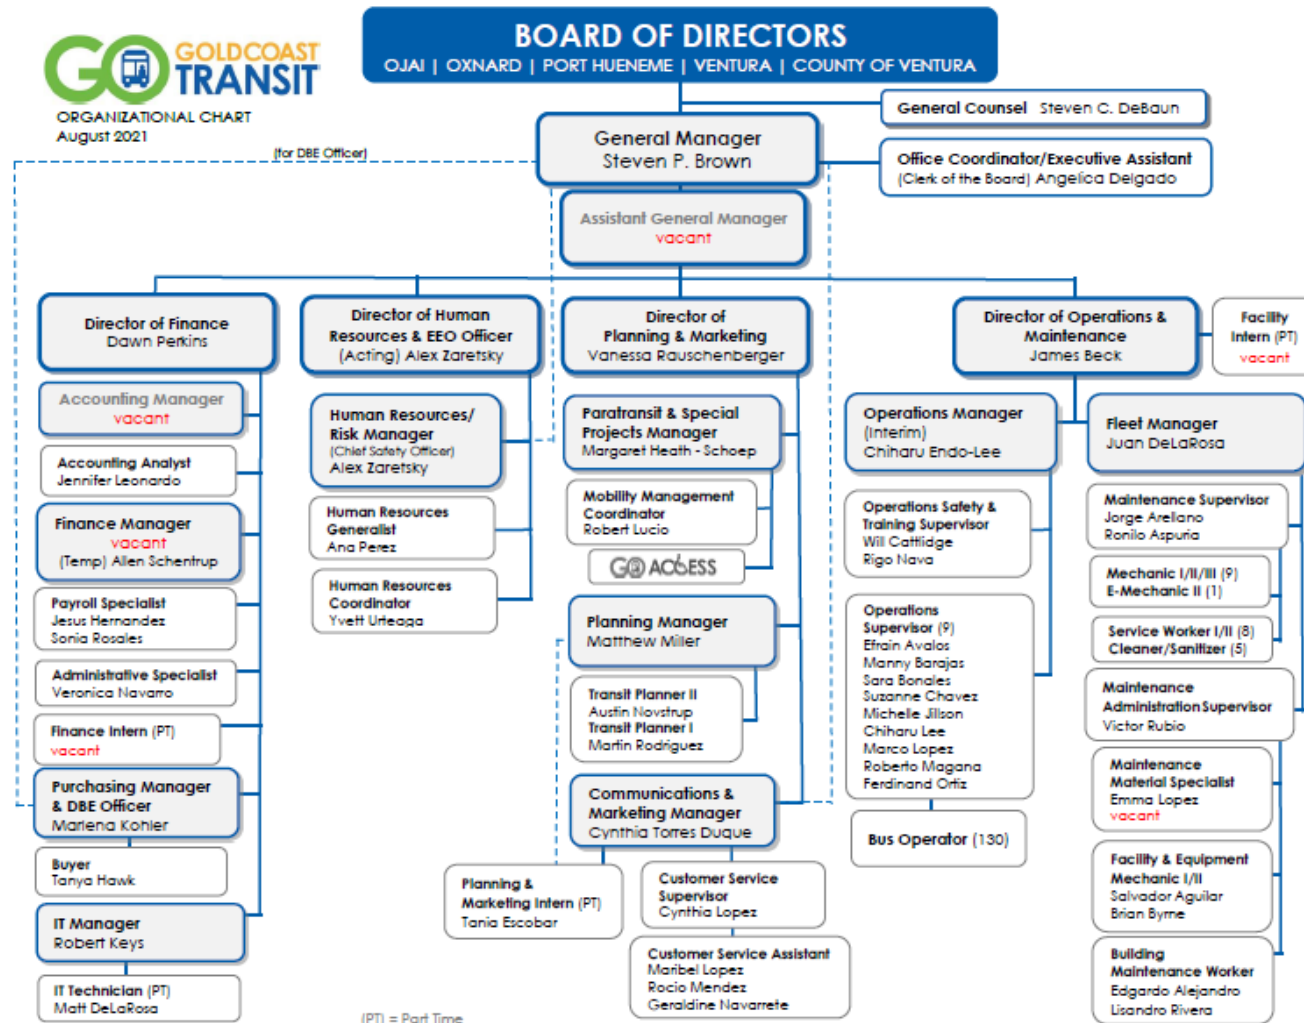 BOARD OF DIRECTORS
OJAI | OXNARD | PORT HUENEME | VENTURA | COUNTY OF VENTURA
GO GOLDCOAST
TRANSIT
ORGANIZATIONAL CHART
August 2021
General Counsel Steven C. DeBaun
General Manager
Steven P. Brown
(for DBE Officer)
Office Coordinator/Executive Assistant
(Clerk of the Board) Angelica Delgado
Assistant General Manager
vacant
Director of Finance
Dawn Perkins
Director of Human
Resources & EEO Officer
(Acting) Alex Zaretsky
Director of
Planning & Marketing
Vanessa Rauschenberger
Director of Operations &
Maintenance
James Beck
Facility
Intern (PT)
vacant
Accounting Manager
vacant
Accounting Analyst
Jennifer Leonardo
Finance Manager
vacant
(Temp) Allen Schentrup
Payroll Specialist
Jesus Hernandez
Sonia Rosales
Administrative Specialist
Veronica Navarro
Finance Intern (PT)
vacant
Purchasing Manager
& DBE Officer
Marlena Kohler
Buyer
Tanya Hawk
IT Manager
Robert Keys
IT Technician (PT)
Matt DeLaRosa
Human Resources/
Risk Manager
(Chief Safety Officer)
Alex Zaretsky
Human Resources
Generalist
Ana Perez
Human Resources
Coordinator
Yvett Urteaga
Paratransit & Special
Projects Manager
Margaret Heath - Schoep
Mobility Management
Coordinator
Robert Lucio
GO ACCESS
Planning Manager
Matthew Miller
Transit Planner II
Austin Novstrup
Transit Planner I
Martin Rodriguez
Communications &
Marketing Manager
Cynthia Torres Duque
Planning &
Marketing Intern (PT)
Tania Escobar
Customer Service
Supervisor
Cynthia Lopez
Customer Service Assistant
Maribel Lopez
Rocio Mendez
Geraldine Navarrete
Operations Manager
(Interim)
Chiharu Endo-Lee
Operations Safety &
Training Supervisor
Will Cattlidge
Rigo Nava
Operations
Supervisor (9)
Efrain Avalos
Manny Barajas
Sara Bonales
Suzanne Chavez
Michelle Jillson
Chiharu Lee
Marco Lopez
Roberto Magana
Ferdinand Ortiz
Bus Operator (130)
Fleet Manager
Juan DeLaRosa
Maintenance Supervisor
Jorge Arellano
Ronilo Aspuria
Mechanic I/II/III (9)
E-Mechanic II (1)
Service Worker I/II (8)
Cleaner/Sanitizer (5)
Maintenance
Administration Supervisor
Victor Rubio
Maintenance
Material Specialist
Emma Lopez
vacant
Facility & Equipment
Mechanic I/II
Salvador Aguilar
Brian Byrne
Building
Maintenance Worker
Edgardo Alejandro
Lisandro Rivera
(PT) = Part Time